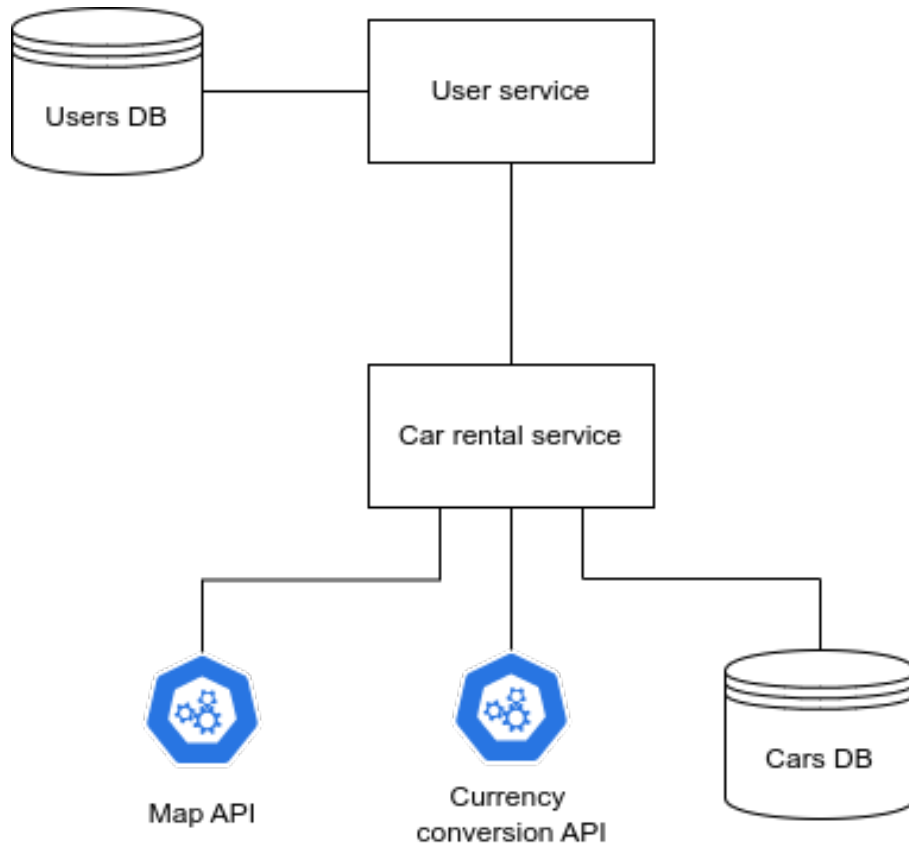 Users DB
User service
Car rental service
Map API
Currency
conversion API
Cars DB